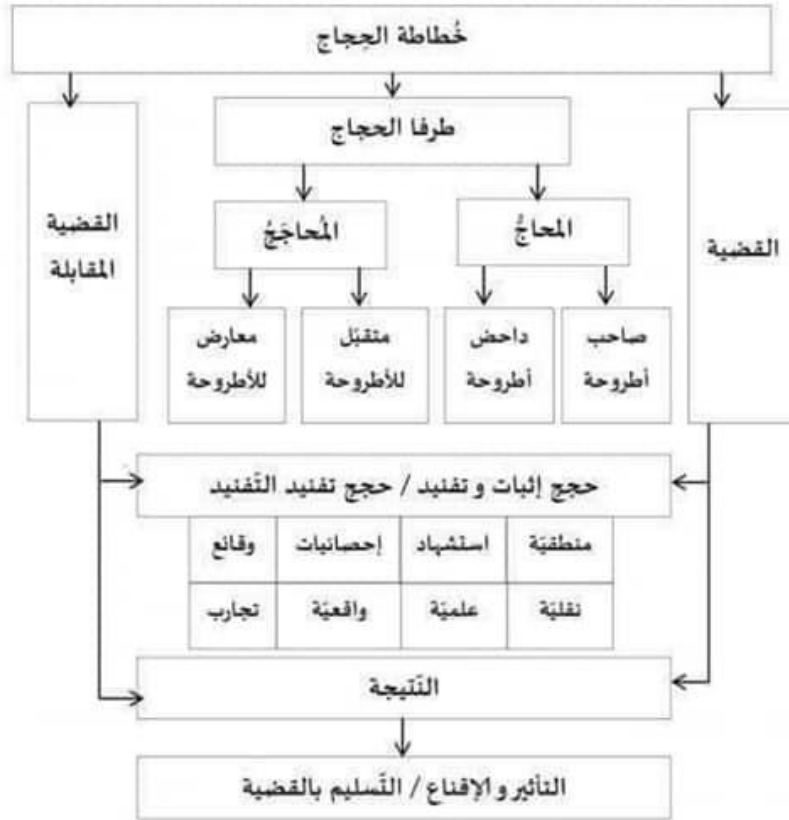 خُطاطة الحِجاج
طرفا الحجاج
القضية
المحاجُّ
المُحاجَجُ
القضية
المقابلة
صاحب
أطروحة
داحض
أطروحة
متقبّل
للأطروحة
معارض
للأطروحة
حجج إثبات و تفنيد / حجج تفنيد التّفنيد
منطقيّة
استشهاد
إحصائيات
وقائع
نقليّة
علميّة
واقعيّة
تجارب
النّتيجة
التأثير والإقناع / التّسليم بالقضية